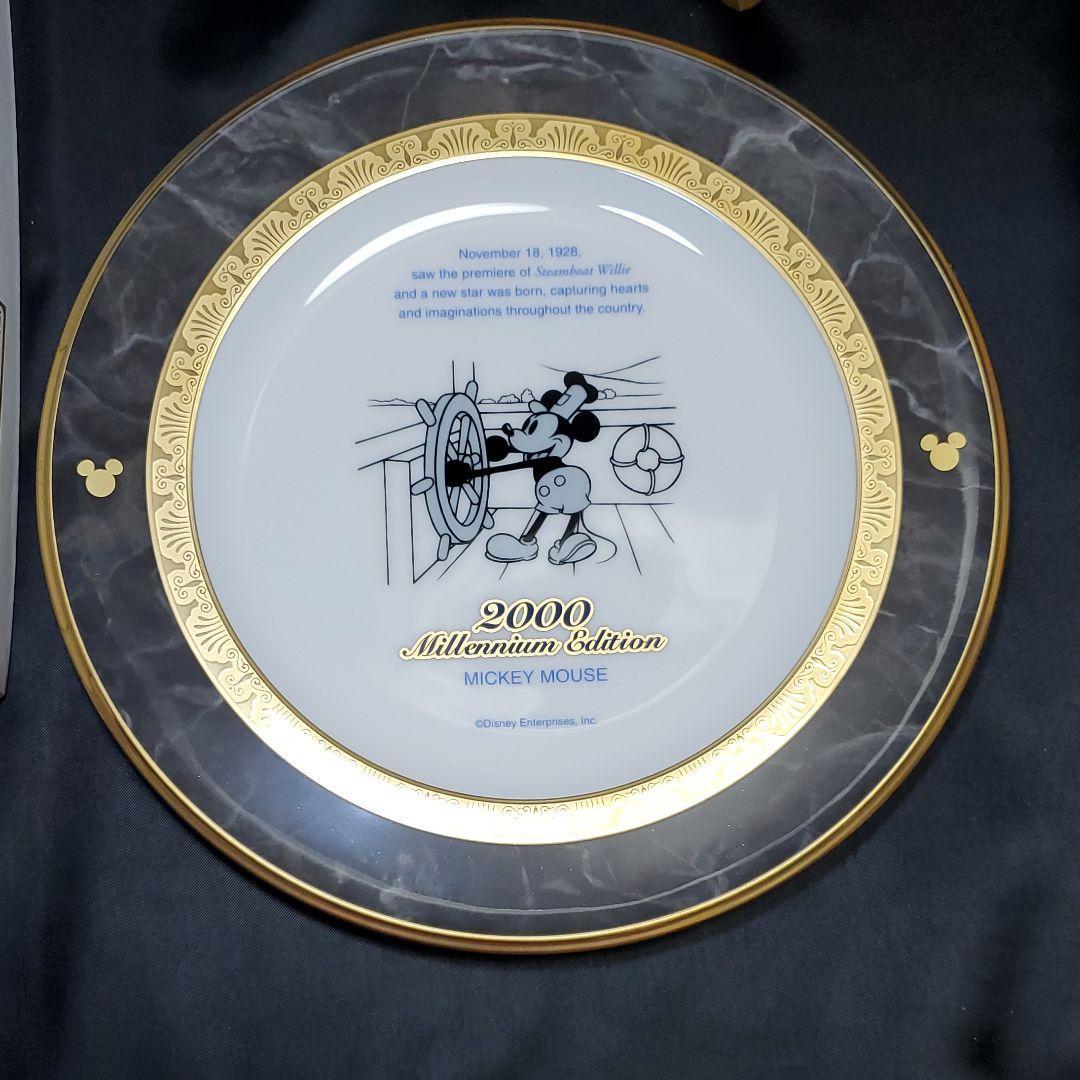 November 18, 1928,
saw the premiere of Steamboat Willie
and a new star was born, capturing hearts
and imaginations throughout the country.
2000
Millennium Edition
MICKEY MOUSE
©Disney Enterprises, Inc.